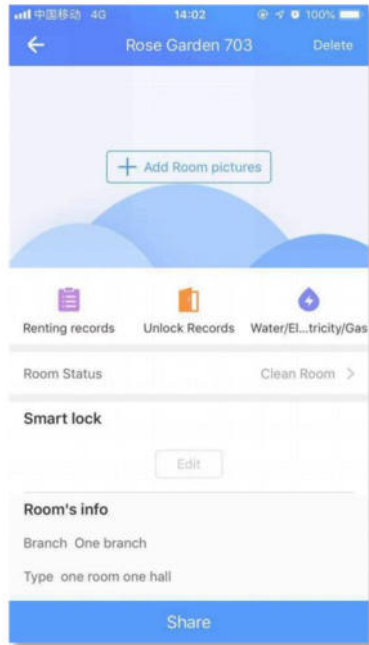 中国移动 4G 14:02 100%
Rose Garden 703 Delete
Add Room pictures
Renting records Unlock Records Water/El...tricity/Gas
Room Status Clean Room >
Smart lock
Edit
Room's info
Branch One branch
Type one room one hall
Share